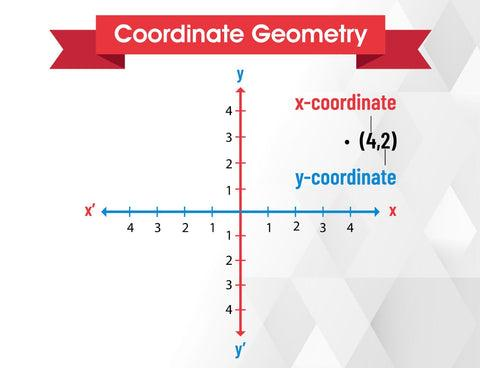 Coordinate Geometry
y
x-coordinate
4
(4,2)
3
2
y-coordinate
1
x' x
4 3 2 1 1 2 3 4
1
2
3
4
y'